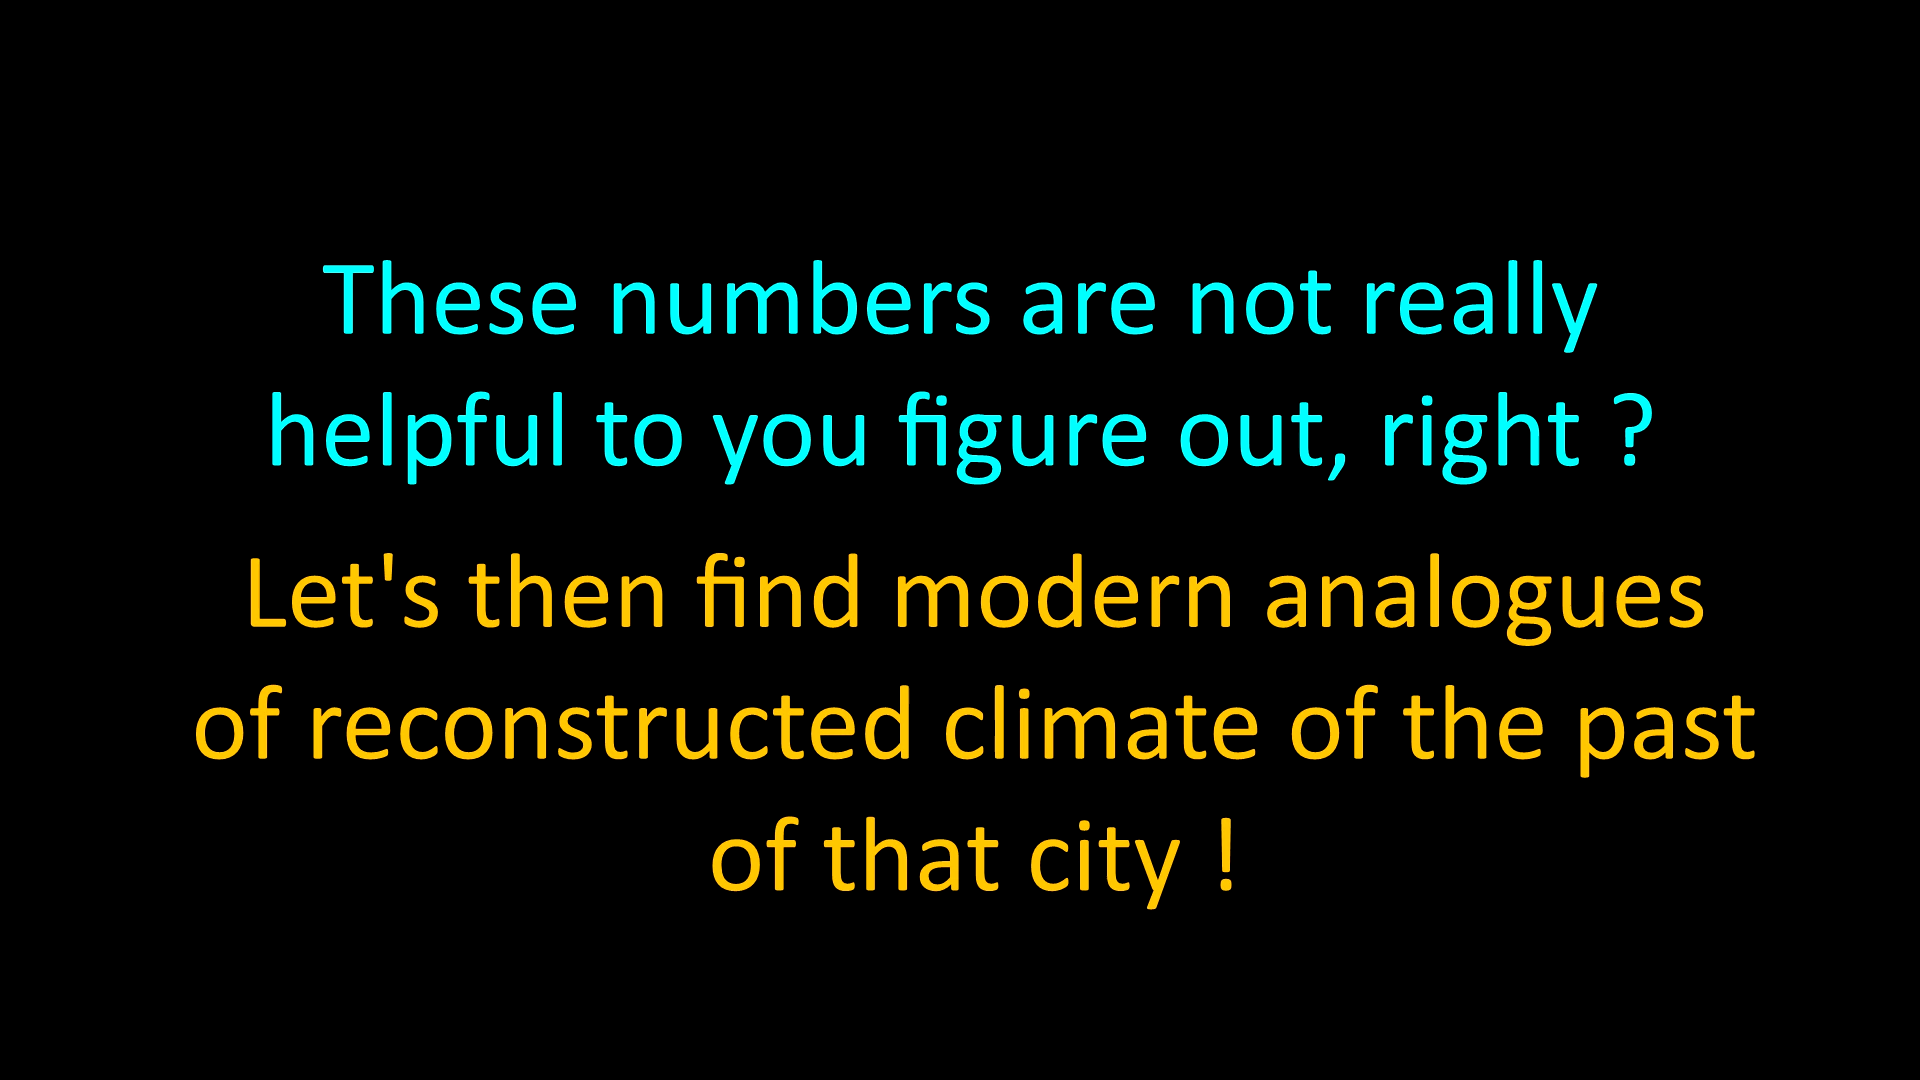 These numbers are not really
helpful to you figure out, right ?
Let's then find modern analogues
of reconstructed climate of the past
of that city !